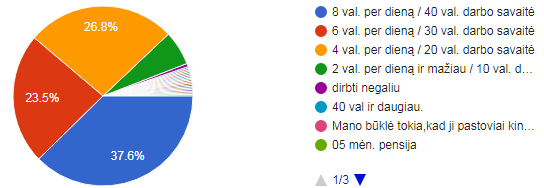 26.8%
23.5%
37.6%
8 val. per dieną / 40 val. darbo savaitė
6 val. per dieną / 30 val. darbo savaitė
4 val. per dieną / 20 val. darbo savaitė
2 val. per dieną ir mažiau / 10 val. d…
dirbti negaliu
40 val ir daugiau.
Mano būklė tokia,kad ji pastoviai kin…
05 mėn. pensija
1/3